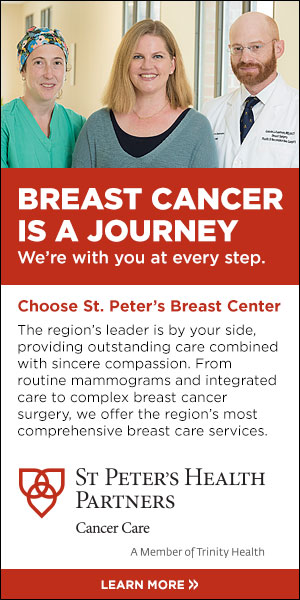 BREAST CANCER
IS A JOURNEY
We're with you at every step.
Choose St. Peter's Breast Center
The region's leader is by your side,
providing outstanding care combined
with sincere compassion. From
routine mammograms and integrated
care to complex breast cancer
surgery, we offer the region's most
comprehensive breast care services.
ST PETER'S HEALTH
PARTNERS
Cancer Care
A Member of Trinity Health
LEARN MORE »